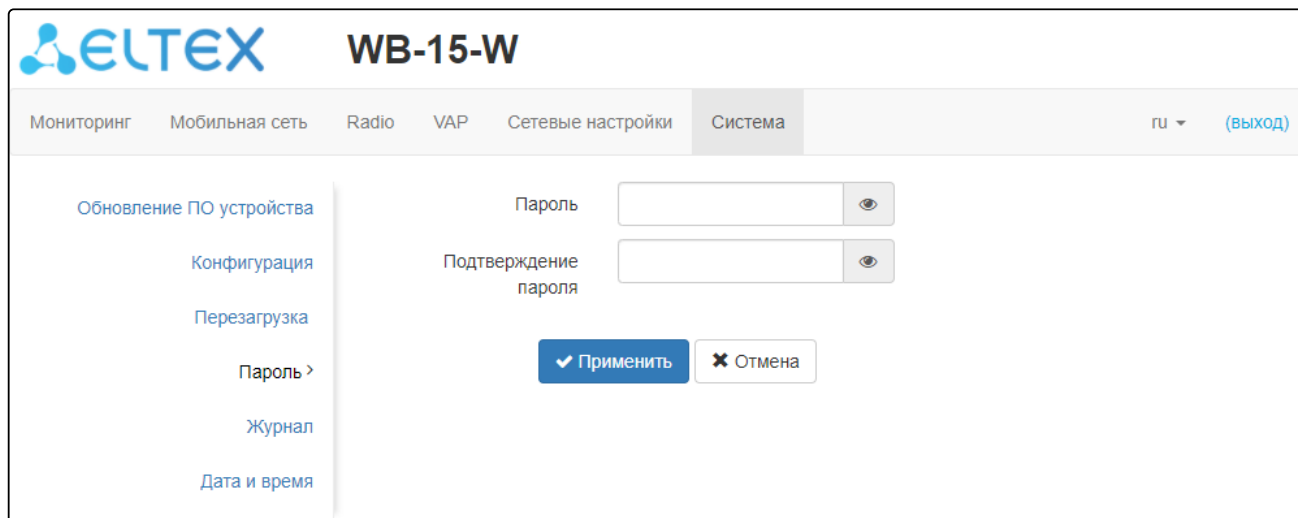 ELTEX WB-15-W
Мониторинг Мобильная сеть Radio VAP Сетевые настройки Система ru (выход)
Обновление ПО устройства
Конфигурация
Перезагрузка
Пароль >
Журнал
Дата и время
Пароль
Подтверждение
пароля
Применить Отмена